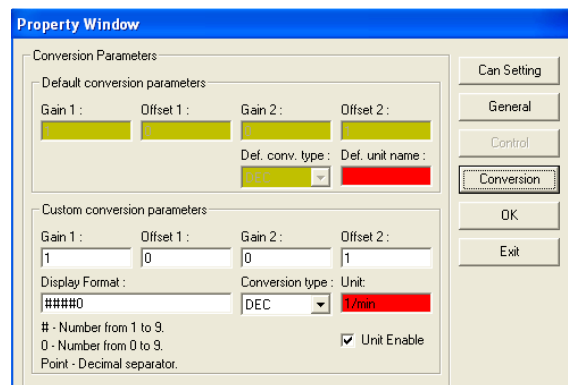 Property Window
Conversion Parameters
Default conversion parameters
Gain 1 : Offset 1 : Gain 2 : Offset 2 :
Def. conv. type : Def. unit name :
DEC
Custom conversion parameters
Gain 1 : Offset 1 : Gain 2 : Offset 2 :
1 0 0 1
Display Format : Conversion type : Unit:
####0 DEC 1/min
# - Number from 1 to 9.
0 - Number from 0 to 9.
Point - Decimal separator.
Unit Enable
Can Setting
General
Control
Conversion
OK
Exit